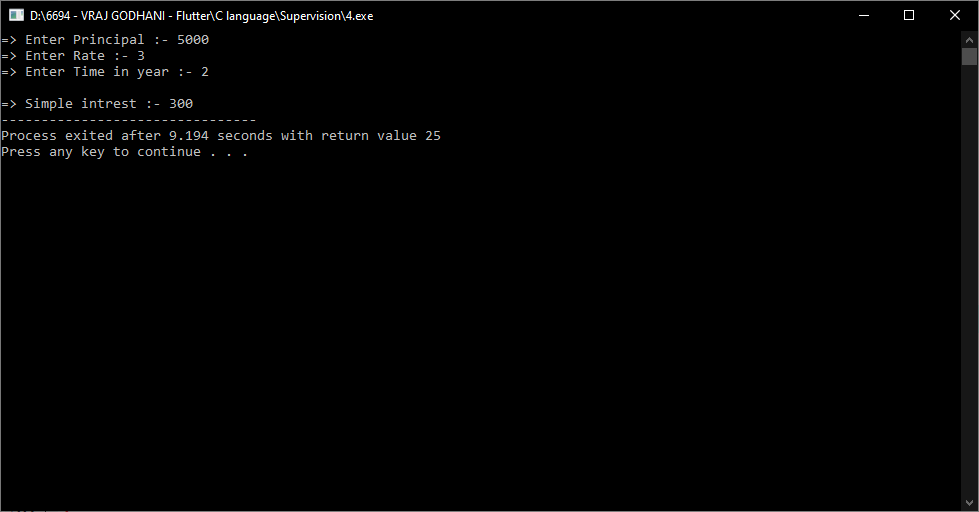 D:\6694 - VRAJ GODHANI - Flutter\C language\Supervision\4.exe
=> Enter Principal :- 5000
=> Enter Rate :- 3
=> Enter Time in year :- 2
=> Simple intrest :- 300
--------------------------------
Process exited after 9.194 seconds with return value 25
Press any key to continue . . .